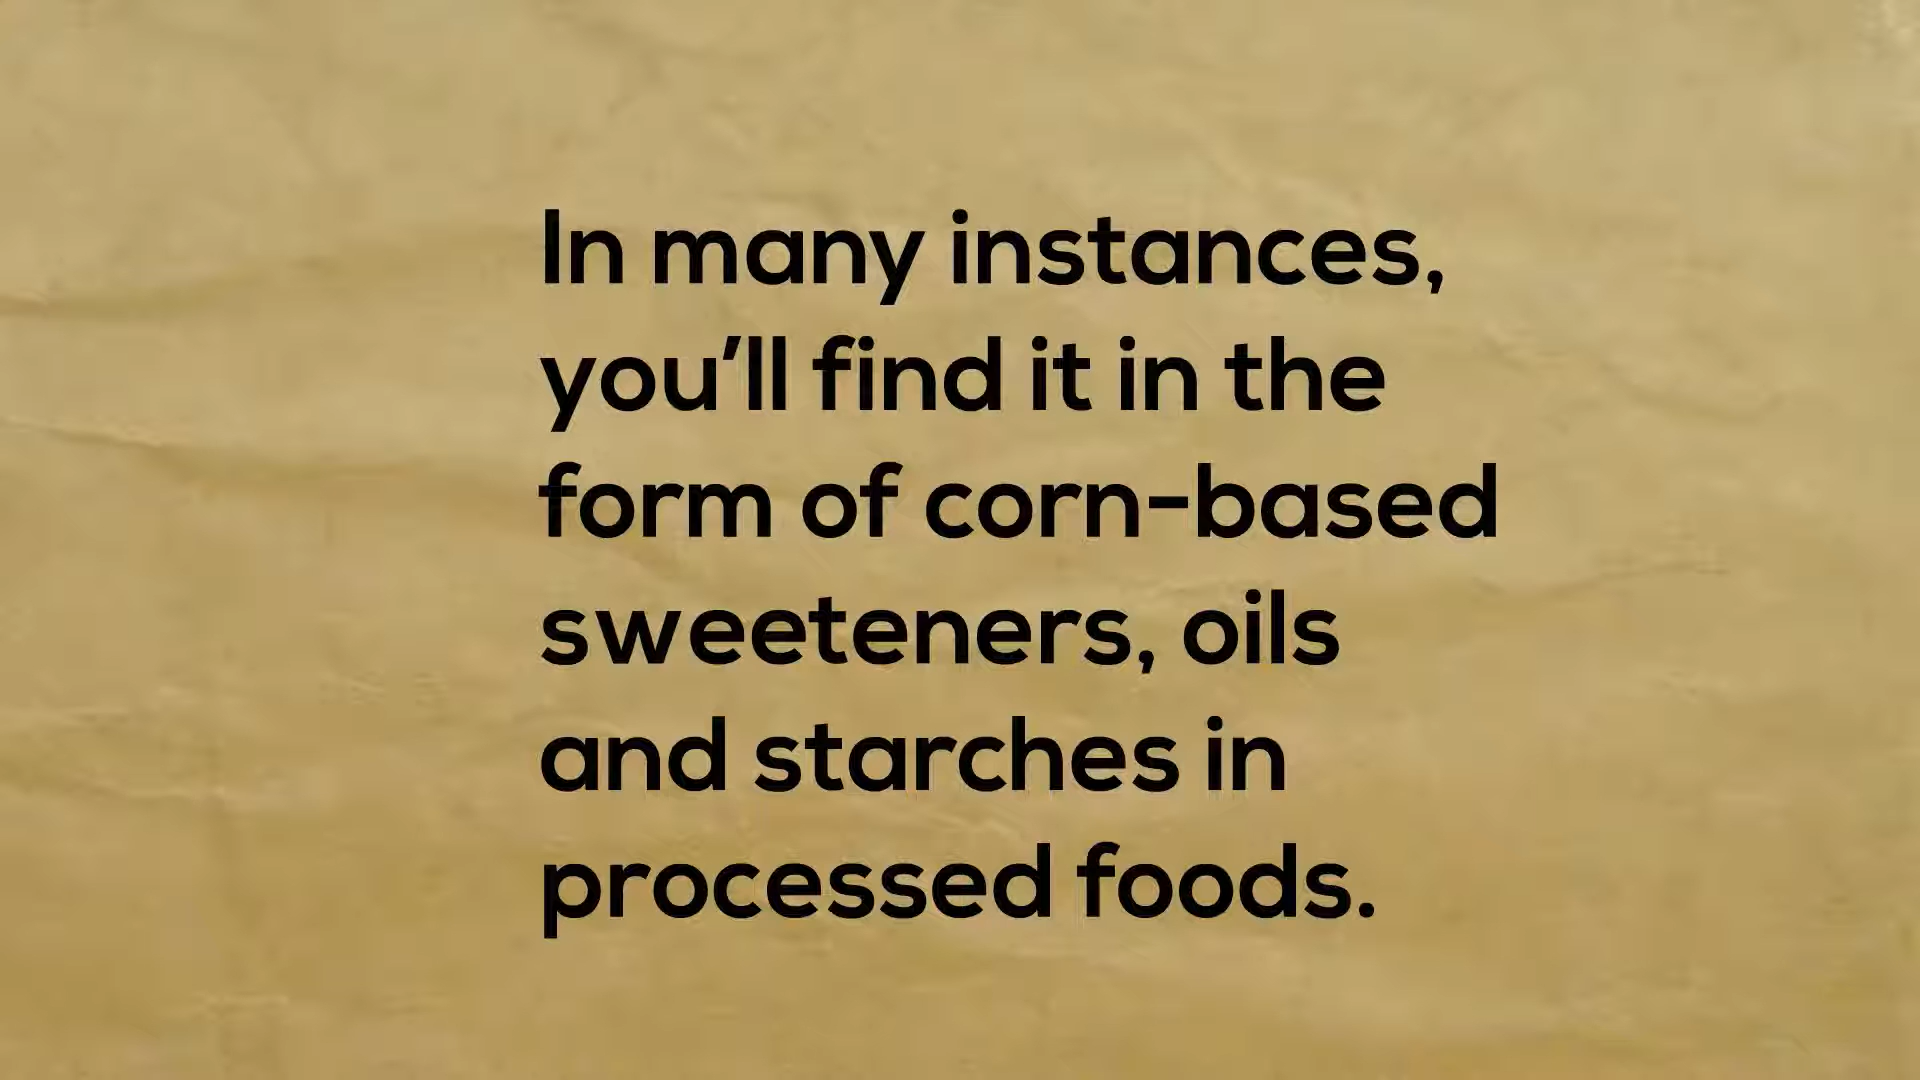 In many instances,
you’ll find it in the
form of corn-based
sweeteners, oils
and starches in
processed foods.